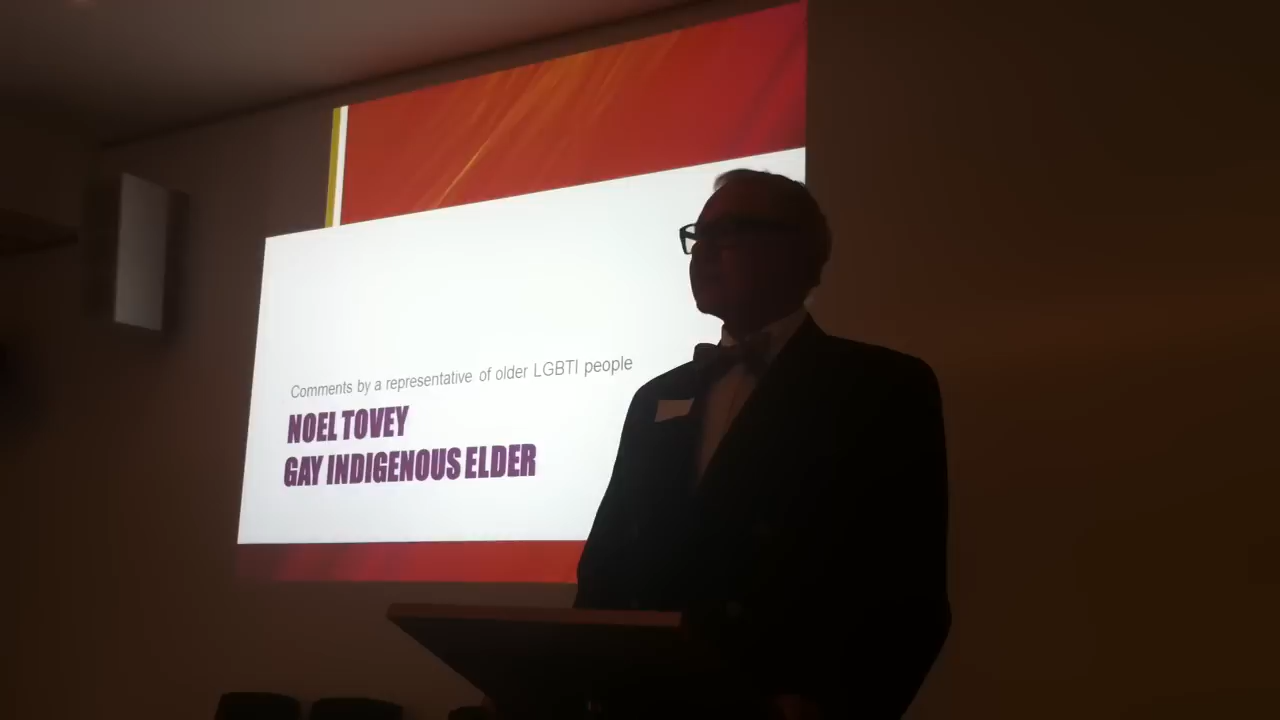 Comments by a representative of older LGBTI people
NOEL TOVEY
GAY INDIGENOUS ELDER